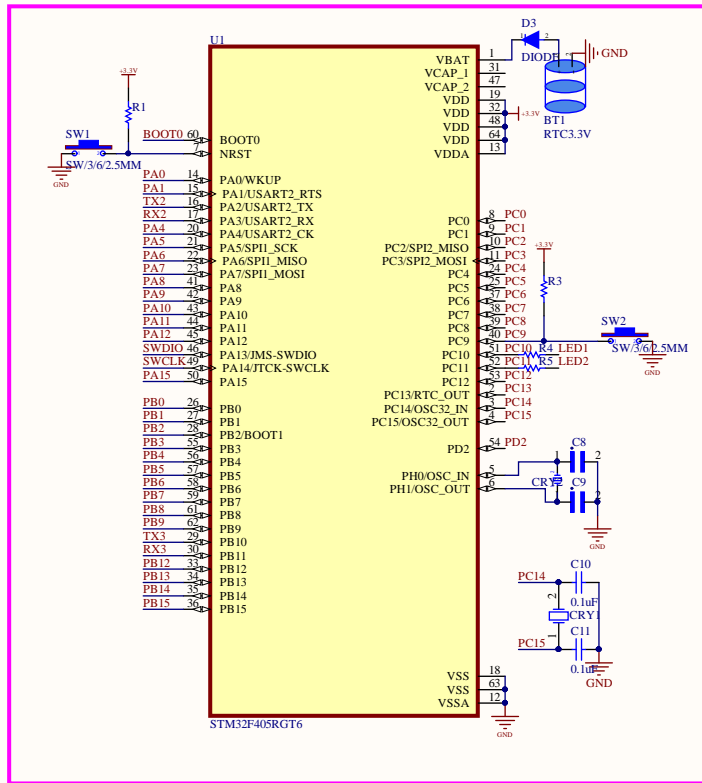 U1
D3
DIODE
GND
BT1
RTC3.3V
+3.3V
R1
SW1
SW/3/6/2.5MM
GND
VBAT 1
VCAP_1 31
VCAP_2 47
VDD 19
VDD 32 +3.3V
VDD 48
VDD 64
VDDA 13
BOOT0 60 BOOT0
7 NRST
PA0 14 PA0/WKUP
PA1 15 PA1/USART2_RTS
TX2 16 PA2/USART2_TX
RX2 17 PA3/USART2_RX
PA4 20 PA4/USART2_CK
PA5 21 PA5/SPI1_SCK
PA6 22 PA6/SPI1_MISO
PA7 23 PA7/SPI1_MOSI
PA8 41 PA8
PA9 42 PA9
PA10 43 PA10
PA11 44 PA11
PA12 45 PA12
SWDIO 46 PA13/JMS-SWDIO
SWCLK 49 PA14/JTCK-SWCLK
PA15 50 PA15
PB0 26 PB0
PB1 27 PB1
PB2 28 PB2/BOOT1
PB3 55 PB3
PB4 56 PB4
PB5 57 PB5
PB6 58 PB6
PB7 59 PB7
PB8 61 PB8
PB9 62 PB9
TX3 29 PB10
RX3 30 PB11
PB12 33 PB12
PB13 34 PB13
PB14 35 PB14
PB15 36 PB15
PC0 8 PC0
PC1 9 PC1
PC2/SPI2_MISO 10 PC2
PC3/SPI2_MOSI 11 PC3
PC4 24 PC4
PC5 25 PC5
PC6 37 PC6
PC7 38 PC7
PC8 39 PC8
PC9 40 PC9
PC10 51 PC10 R4 LED1
PC11 52 PC11 R5 LED2
PC12 53 PC12
PC13/RTC_OUT 2 PC13
PC14/OSC32_IN 3 PC14
PC15/OSC32_OUT 4 PC15
+3.3V
R3
SW2
SW/3/6/2.5MM
GND
PD2 54 PD2
PH0/OSC_IN 5
PH1/OSC_OUT 6
C8
1 2
CRY2
C9
1 2
GND
PC14
C10
0.1uF
2
CRY1
1
PC15
C11
0.1uF
GND
VSS 18
VSS 63
VSSA 12
GND
STM32F405RGT6